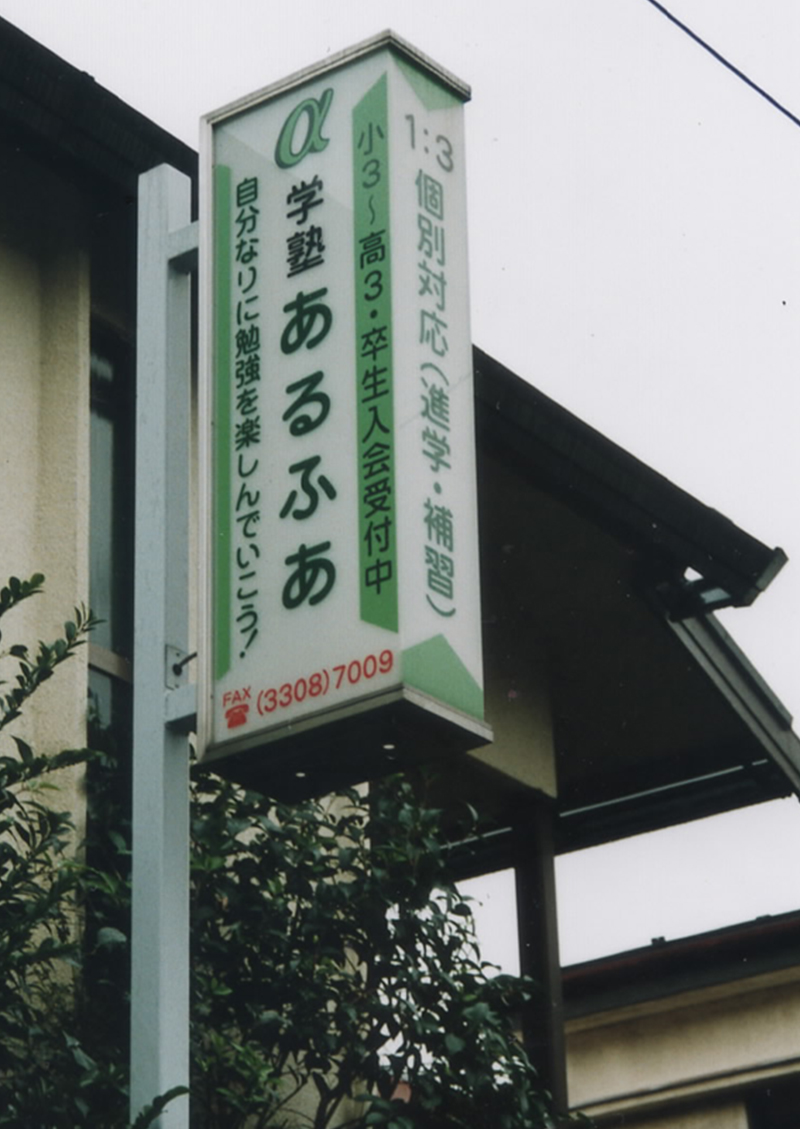 1:3個別対応(進学・補習)
小3～高3・卒生入会受付中
α
学塾あるふぁ
自分なりに勉強を楽しんでいこう!
FAX
☎(3308)7009